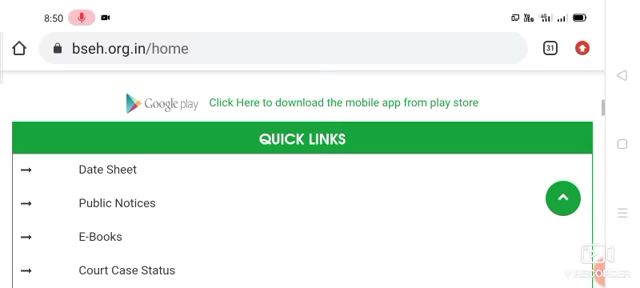 8:50
31
bseh.org.in/home
Google play Click Here to download the mobile app from play store
QUICK LINKS
Date Sheet
Public Notices
E-Books
Court Case Status
V RECORDER